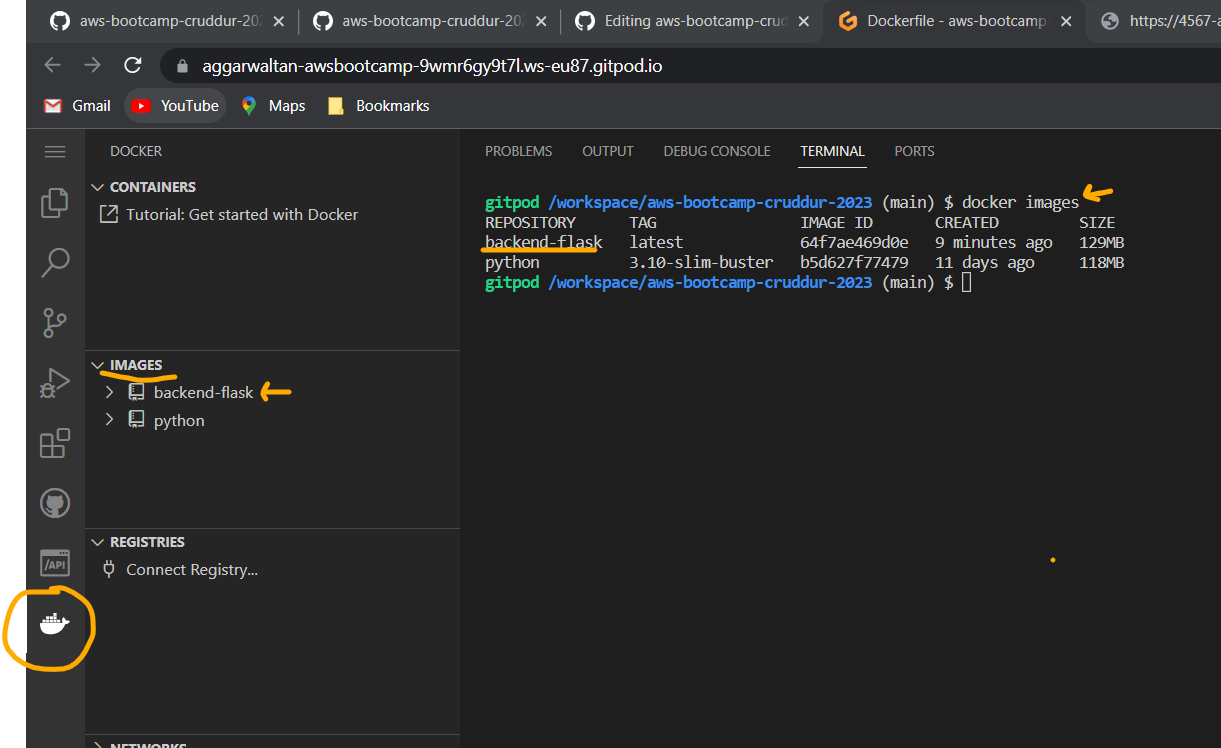 aws-bootcamp-cruddur-202
aws-bootcamp-cruddur-202
Editing aws-bootcamp-crud
Dockerfile - aws-bootcamp-
https://4567-a
aggarwaltan-awsbootcamp-9wmr6gy9t7l.ws-eu87.gitpod.io
Gmail
YouTube
Maps
Bookmarks
DOCKER
CONTAINERS
Tutorial: Get started with Docker
IMAGES
backend-flask
python
REGISTRIES
Connect Registry...
NETWORKS
/API
PROBLEMS OUTPUT DEBUG CONSOLE TERMINAL PORTS
gitpod /workspace/aws-bootcamp-cruddur-2023 (main) $ docker images
REPOSITORY TAG IMAGE ID CREATED SIZE
backend-flask latest 64f7ae469d0e 9 minutes ago 129MB
python 3.10-slim-buster b5d627f77479 11 days ago 118MB
gitpod /workspace/aws-bootcamp-cruddur-2023 (main) $